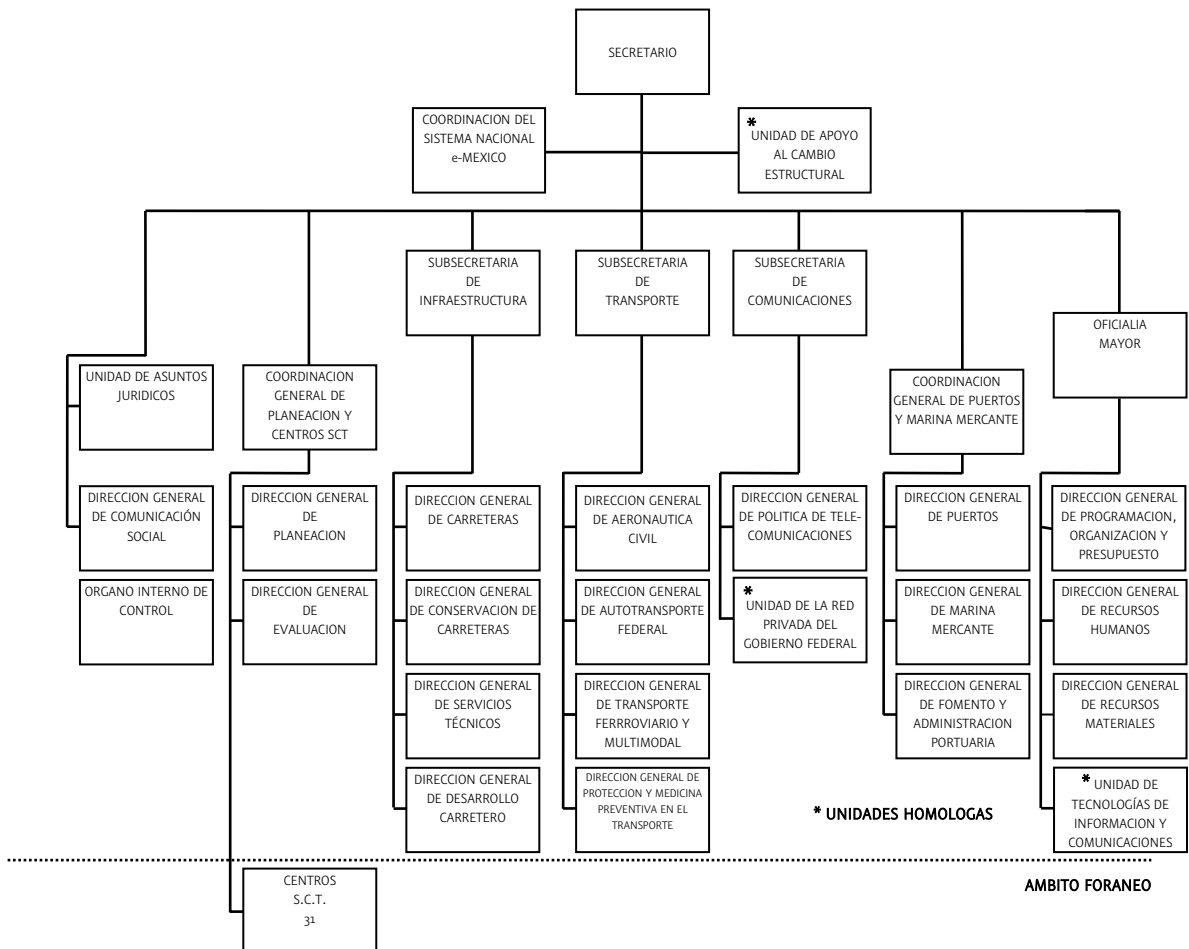 SECRETARIO
COORDINACION DEL
SISTEMA NACIONAL
e-MEXICO
*
UNIDAD DE APOYO
AL CAMBIO
ESTRUCTURAL
SUBSECRETARIA
DE
INFRAESTRUCTURA
SUBSECRETARIA
DE
TRANSPORTE
SUBSECRETARIA
DE
COMUNICACIONES
OFICIALIA
MAYOR
UNIDAD DE ASUNTOS
JURIDICOS
COORDINACION
GENERAL DE
PLANEACION Y
CENTROS SCT
COORDINACION
GENERAL DE PUERTOS
Y MARINA MERCANTE
DIRECCION GENERAL
DE COMUNICACIÓN
SOCIAL
DIRECCION GENERAL
DE
PLANEACION
DIRECCION GENERAL
DE CARRETERAS
DIRECCION GENERAL
DE AERONAUTICA
CIVIL
DIRECCION GENERAL
DE POLITICA DE TELE-
COMUNICACIONES
DIRECCION GENERAL
DE PUERTOS
DIRECCION GENERAL
DE PROGRAMACION,
ORGANIZACION Y
PRESUPUESTO
ORGANO INTERNO DE
CONTROL
DIRECCION GENERAL
DE
EVALUACION
DIRECCION GENERAL
DE CONSERVACION DE
CARRETERAS
DIRECCION GENERAL
DE AUTOTRANSPORTE
FEDERAL
*
UNIDAD DE LA RED
PRIVADA DEL
GOBIERNO FEDERAL
DIRECCION GENERAL
DE MARINA
MERCANTE
DIRECCION GENERAL
DE RECURSOS
HUMANOS
DIRECCION GENERAL
DE SERVICIOS
TÉCNICOS
DIRECCION GENERAL
DE TRANSPORTE
FERRROVIARIO Y
MULTIMODAL
DIRECCION GENERAL
DE FOMENTO Y
ADMINISTRACION
PORTUARIA
DIRECCION GENERAL
DE RECURSOS
MATERIALES
DIRECCION GENERAL
DE DESARROLLO
CARRETERO
DIRECCION GENERAL DE
PROTECCION Y MEDICINA
PREVENTIVA EN EL
TRANSPORTE
* UNIDADES HOMOLOGAS
* UNIDAD DE
TECNOLOGÍAS DE
INFORMACION Y
COMUNICACIONES
AMBITO FORANEO
CENTROS
S.C.T.
31